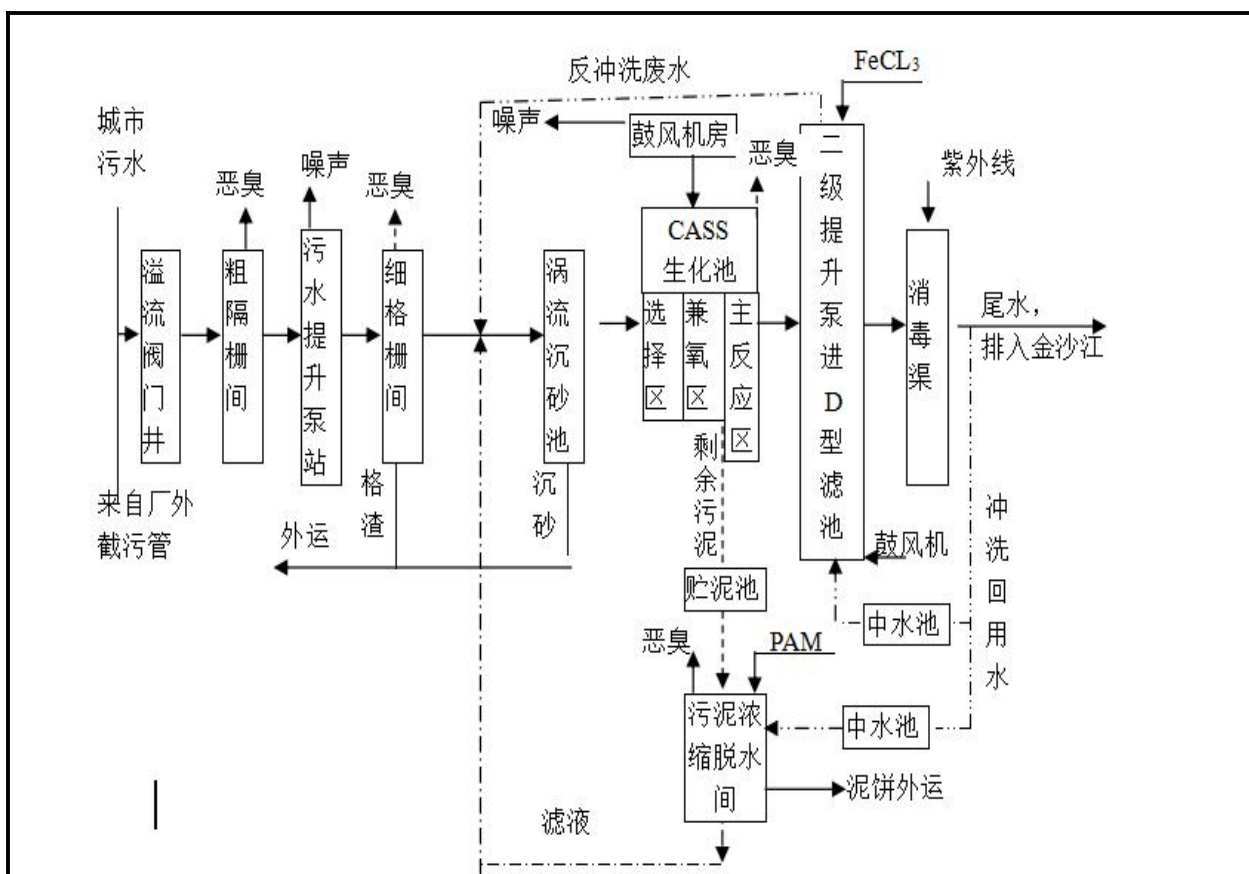 FeCL₃
反冲洗废水
城市
污水
噪声
鼓风机房
恶臭
紫外线
恶臭
噪声
恶臭
溢流阀门井
粗隔栅间
污水提升泵站
细格栅间
涡流沉砂池
CASS
生化池
选择区
兼氧区
主反应区
二级提升泵进D型滤池
消毒渠
尾水，
排入金沙江
来自厂外
截污管
格渣
沉砂
外运
剩余污泥
鼓风机
冲洗回用水
贮泥池
中水池
恶臭
PAM
污泥浓
缩脱水
间
中水池
泥饼外运
滤液